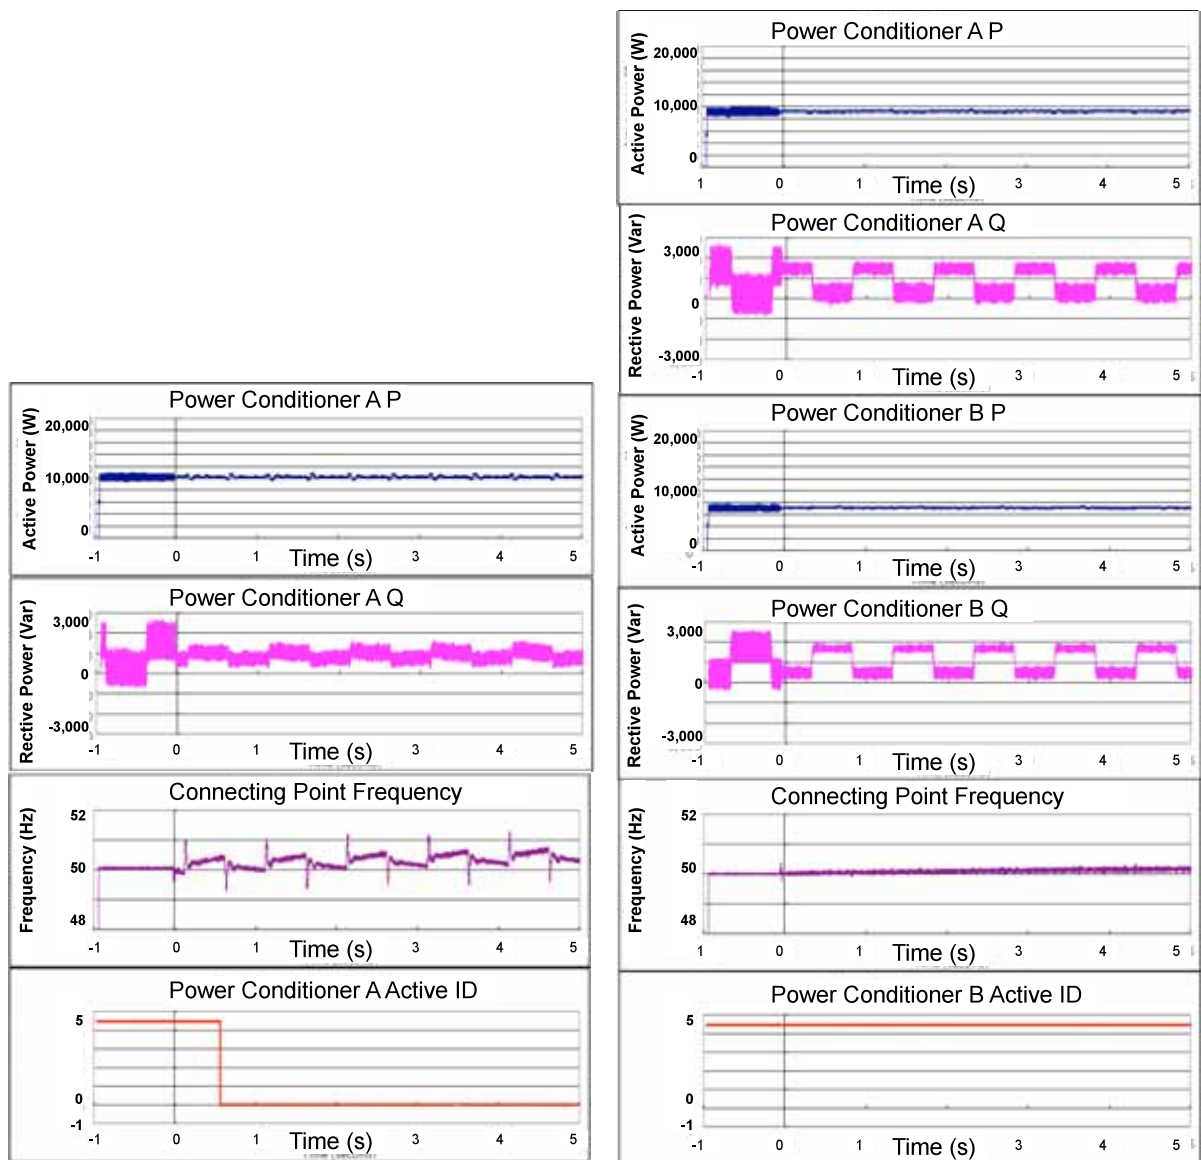 Power Conditioner A P
Active Power (W)
20,000
10,000
0
-1 0 1 Time (s) 3 4 5
Power Conditioner A Q
Rective Power (Var)
3,000
0
-3,000
-1 0 1 Time (s) 3 4 5
Connecting Point Frequency
Frequency (Hz)
52
50
48
-1 0 1 Time (s) 3 4 5
Power Conditioner A Active ID
5
0
-1
-1 0 1 Time (s) 3 4 5
Power Conditioner A P
Active Power (W)
20,000
10,000
0
1 0 1 Time (s) 3 4 5
Power Conditioner A Q
Rective Power (Var)
3,000
0
-3,000
-1 0 1 Time (s) 3 4 5
Power Conditioner B P
Active Power (W)
20,000
10,000
0
-1 0 1 Time (s) 3 4 5
Power Conditioner B Q
Rective Power (Var)
3,000
0
-3,000
-1 0 1 Time (s) 3 4 5
Connecting Point Frequency
Frequency (Hz)
52
50
48
1 0 1 Time (s) 3 4 5
Power Conditioner B Active ID
5
0
-1
-1 0 1 Time (s) 3 4 5